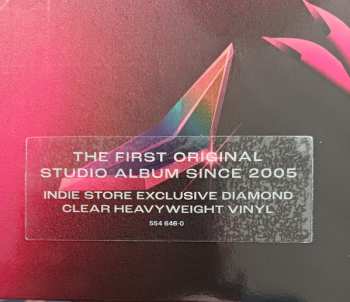 THE FIRST ORIGINAL
STUDIO ALBUM SINCE 2005
INDIE STORE EXCLUSIVE DIAMOND
CLEAR HEAVYWEIGHT VINYL
554 646-0